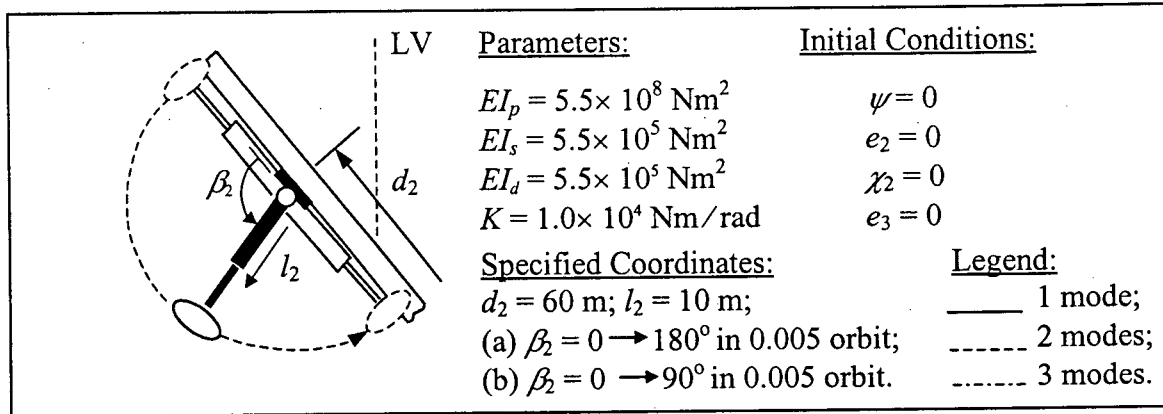 LV
β₂
d₂
l₂
Parameters:
EIₚ = 5.5× 10⁸ Nm²
EIₛ = 5.5× 10⁵ Nm²
EI_d = 5.5× 10⁵ Nm²
K = 1.0× 10⁴ Nm/rad
Initial Conditions:
ψ = 0
e₂ = 0
χ₂ = 0
e₃ = 0
Specified Coordinates:
d₂ = 60 m; l₂ = 10 m;
(a) β₂ = 0 → 180° in 0.005 orbit;
(b) β₂ = 0 → 90° in 0.005 orbit.
Legend:
1 mode;
2 modes;
3 modes.